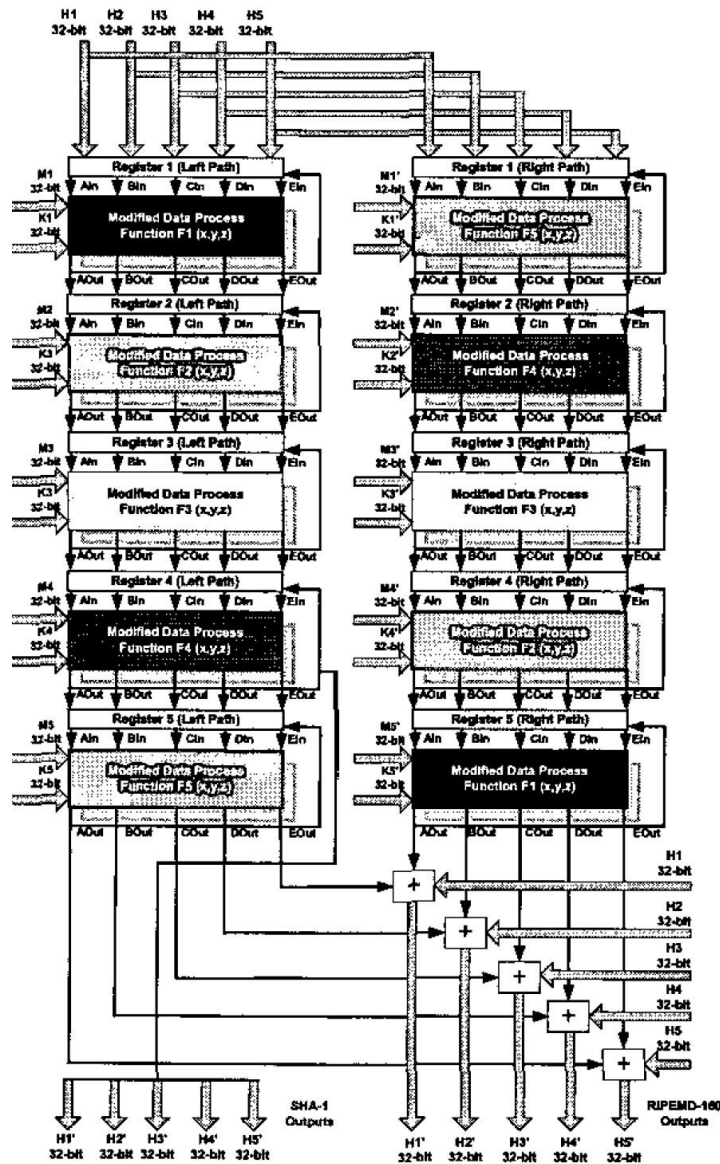 H1 H2 H3 H4 H5
32-bit 32-bit 32-bit 32-bit 32-bit
Register 1 (Left Path)
Register 1 (Right Path)
M1
32-bit
AIn BIn CIn DIn EIn
M1'
32-bit
AIn BIn CIn DIn EIn
K1
32-bit
Modified Data Process
Function F1 (x,y,z)
K1'
32-bit
Modified Data Process
Function F5 (x,y,z)
AOut BOut COut DOut EOut
AOut BOut COut DOut EOut
Register 2 (Left Path)
Register 2 (Right Path)
M2
32-bit
AIn BIn CIn DIn EIn
M2'
32-bit
AIn BIn CIn DIn EIn
K3
32-bit
Modified Data Process
Function F2 (x,y,z)
K2'
32-bit
Modified Data Process
Function F4 (x,y,z)
AOut BOut COut DOut EOut
AOut BOut COut DOut EOut
Register 3 (Left Path)
Register 3 (Right Path)
M3
32-bit
AIn BIn CIn DIn EIn
M3'
32-bit
AIn BIn CIn DIn EIn
K3
32-bit
Modified Data Process
Function F3 (x,y,z)
K3'
32-bit
Modified Data Process
Function F3 (x,y,z)
AOut BOut COut DOut EOut
AOut BOut COut DOut EOut
Register 4 (Left Path)
Register 4 (Right Path)
M4
32-bit
AIn BIn CIn DIn EIn
M4'
32-bit
AIn BIn CIn DIn EIn
K4
32-bit
Modified Data Process
Function F4 (x,y,z)
K4'
32-bit
Modified Data Process
Function F2 (x,y,z)
AOut BOut COut DOut EOut
AOut BOut COut DOut EOut
Register 5 (Left Path)
Register 5 (Right Path)
M5
32-bit
AIn BIn CIn DIn EIn
M5'
32-bit
AIn BIn CIn DIn EIn
K5
32-bit
Modified Data Process
Function F5 (x,y,z)
K5'
32-bit
Modified Data Process
Function F1 (x,y,z)
AOut BOut COut DOut EOut
AOut BOut COut DOut EOut
H1
32-bit
+
H2
32-bit
+
H3
32-bit
+
H4
32-bit
+
H5
32-bit
+
SHA-1
Outputs
RIPEMD-160
Outputs
H1' H2' H3' H4' H5'
32-bit 32-bit 32-bit 32-bit 32-bit
H1' H2' H3' H4' H5'
32-bit 32-bit 32-bit 32-bit 32-bit